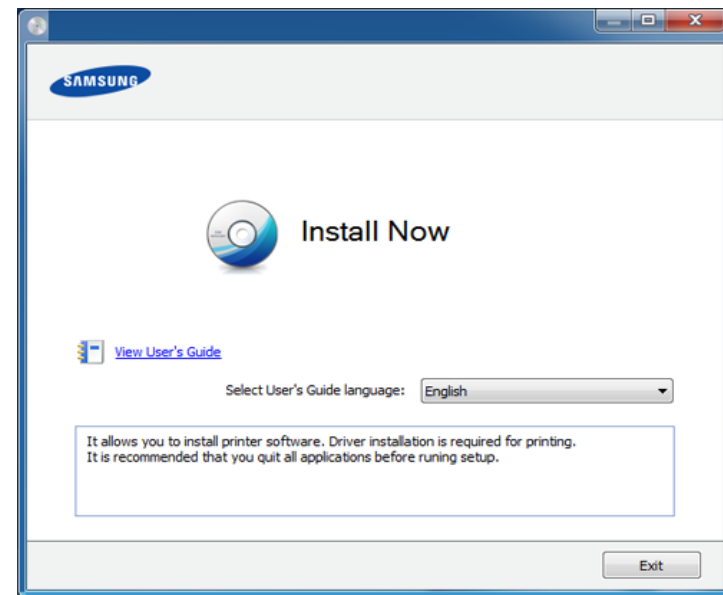 SAMSUNG
Install Now
View User's Guide
Select User's Guide language: English
It allows you to install printer software. Driver installation is required for printing.
It is recommended that you quit all applications before runing setup.
Exit